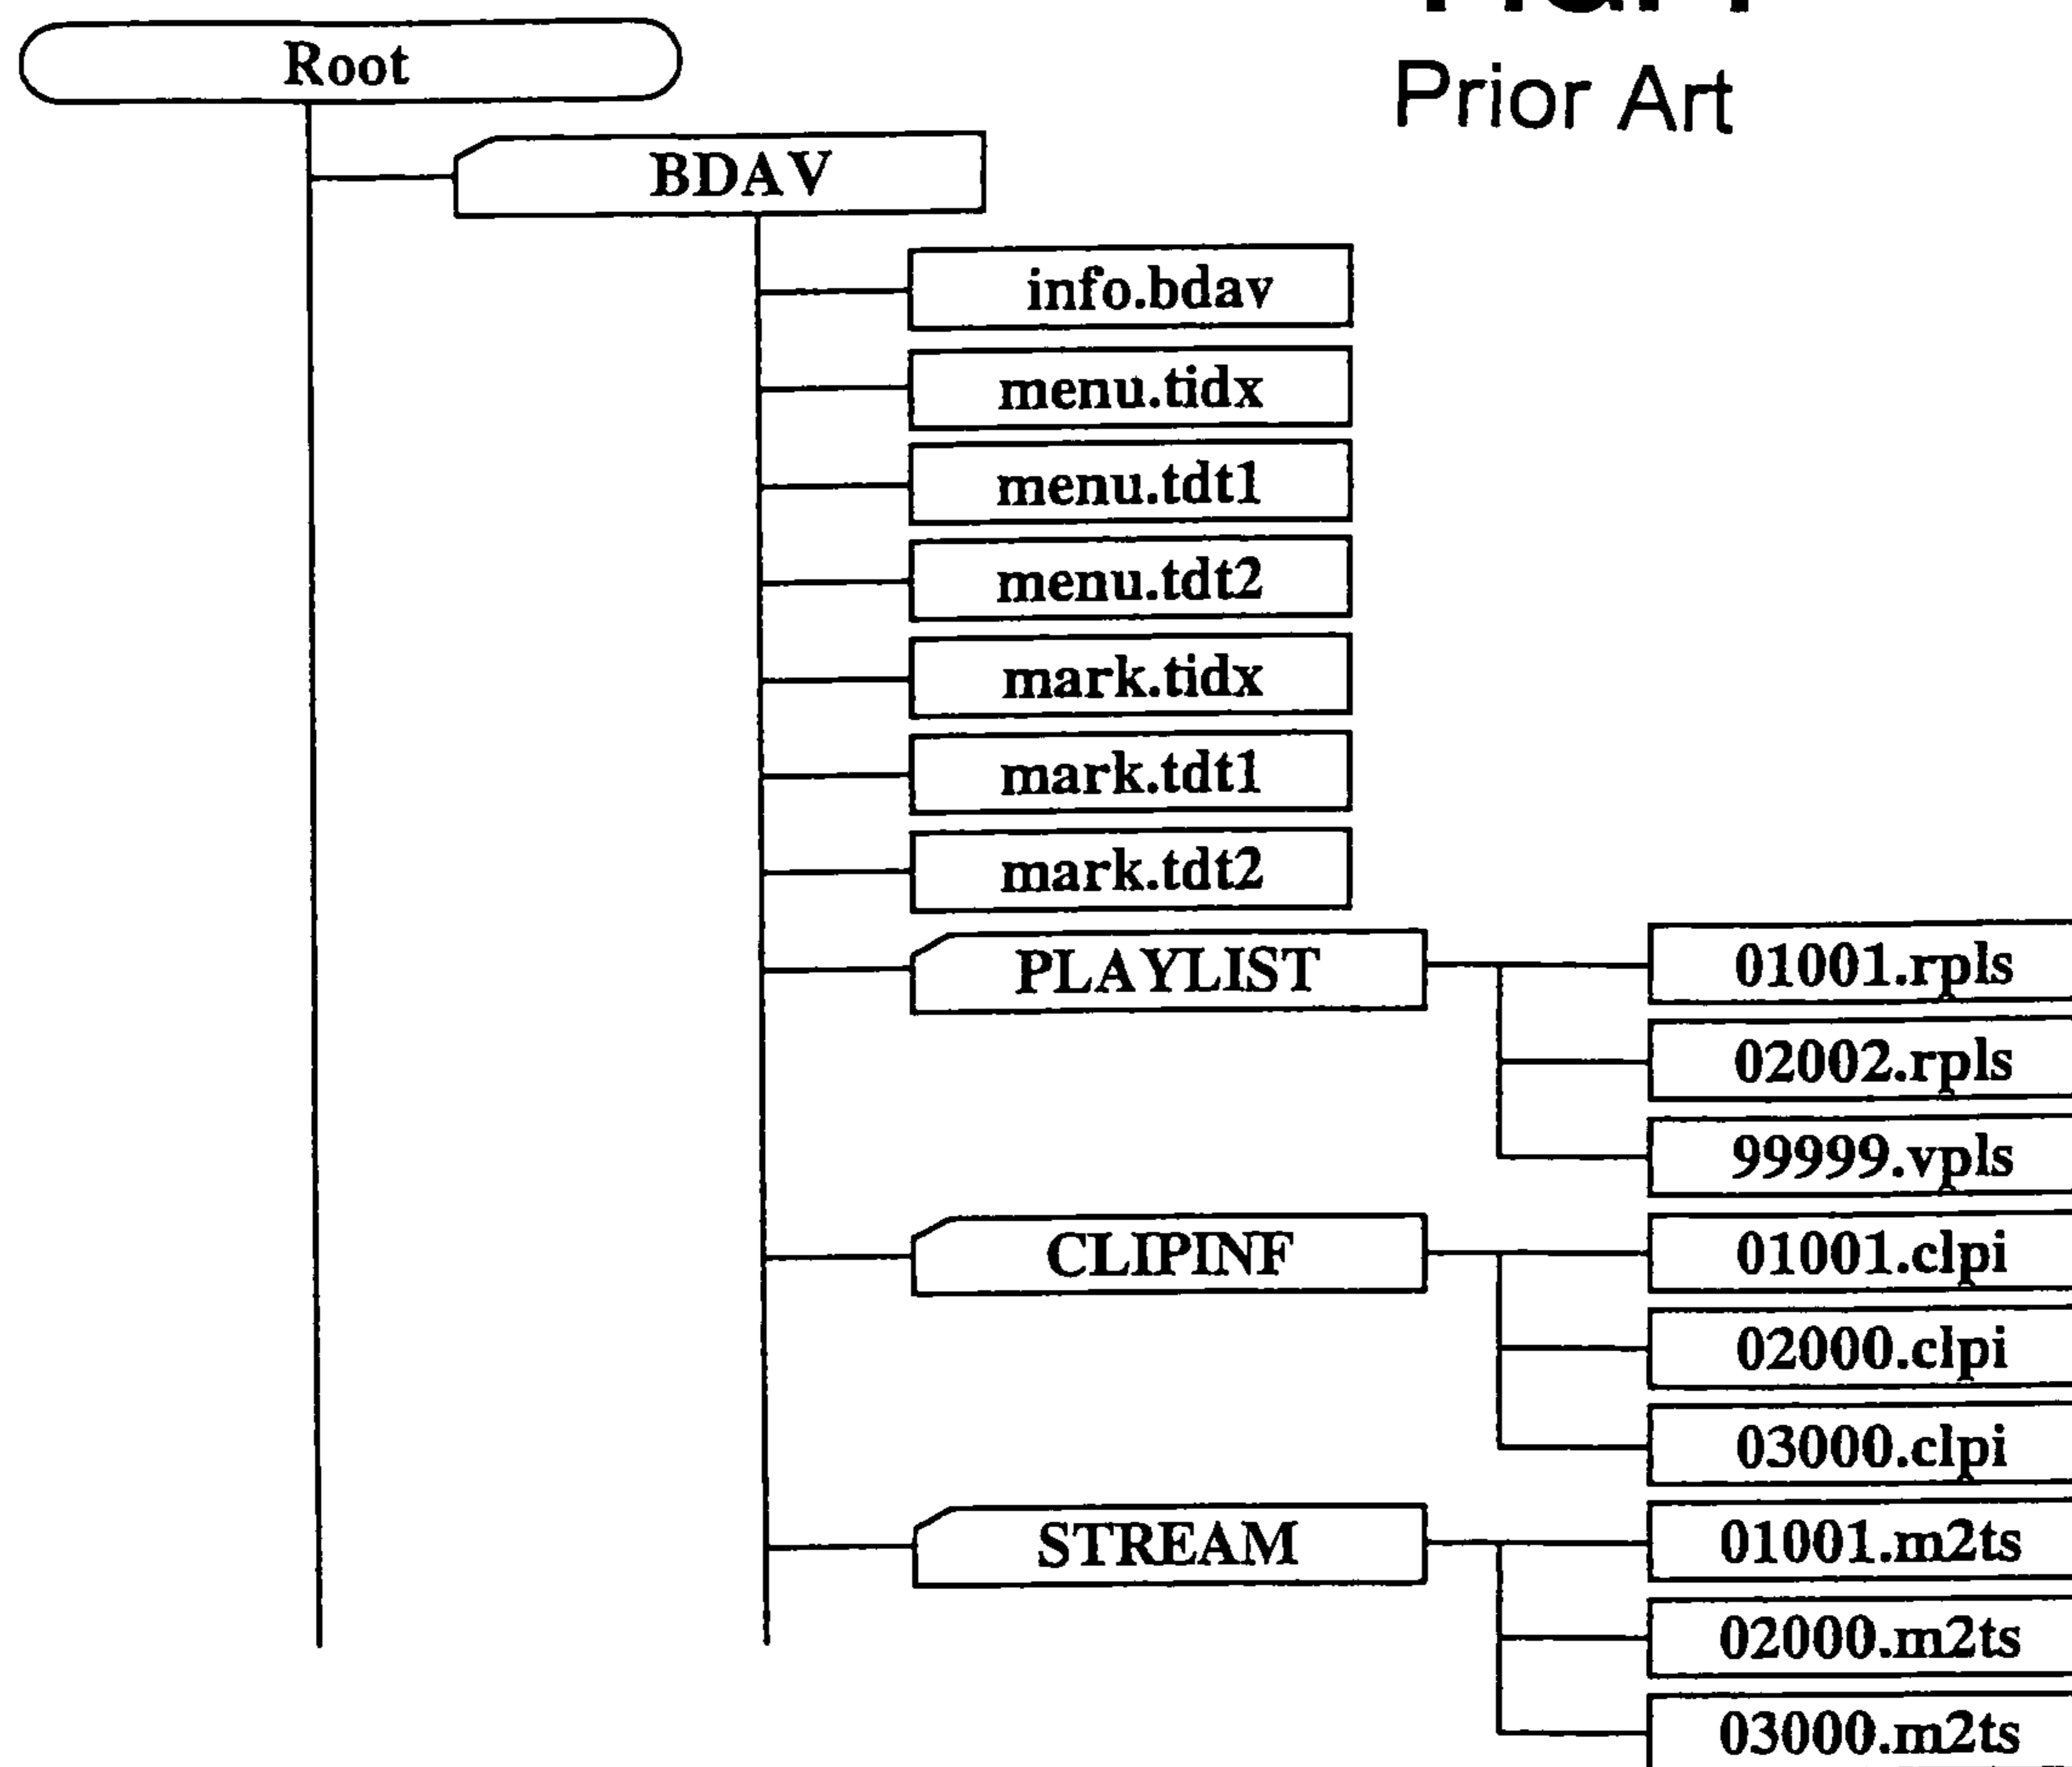 Prior Art
Root
BDAV
info.bdav
menu.tidx
menu.tdt1
menu.tdt2
mark.tidx
mark.tdt1
mark.tdt2
PLAYLIST
01001.rpls
02002.rpls
99999.vpls
CLIPINF
01001.clpi
02000.clpi
03000.clpi
STREAM
01001.m2ts
02000.m2ts
03000.m2ts